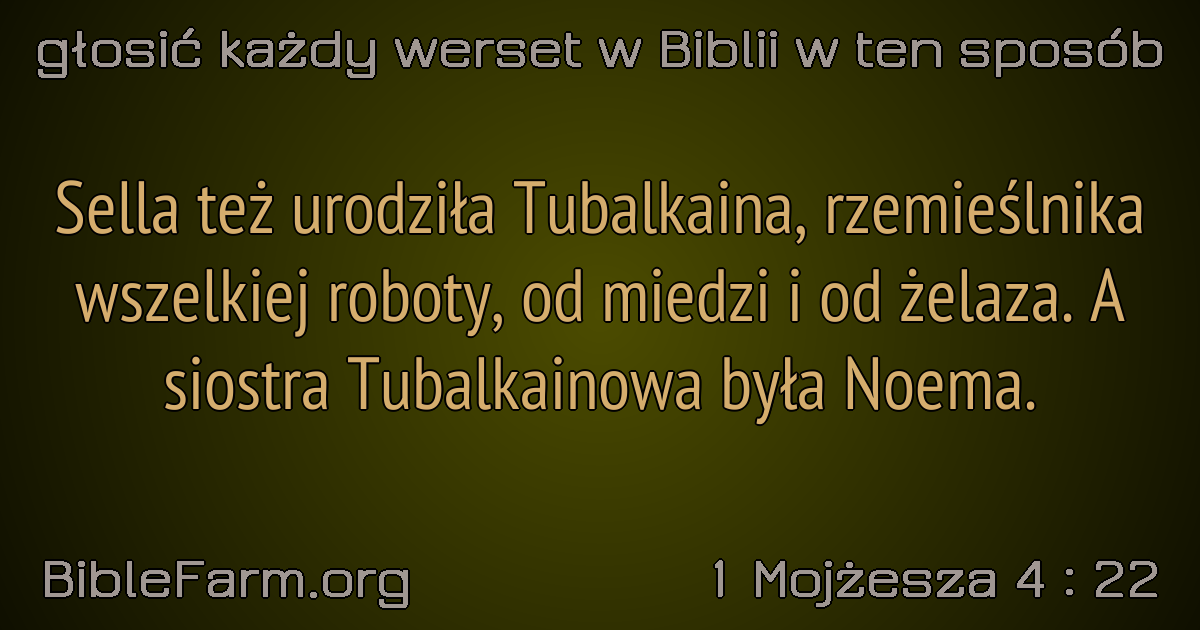 głosić każdy werset w Biblii w ten sposób
Sella też urodziła Tubalkaina, rzemieślnika
wszelkiej roboty, od miedzi i od żelaza. A
siostra Tubalkainowa była Noema.
BibleFarm.org
1 Mojżesza 4 : 22